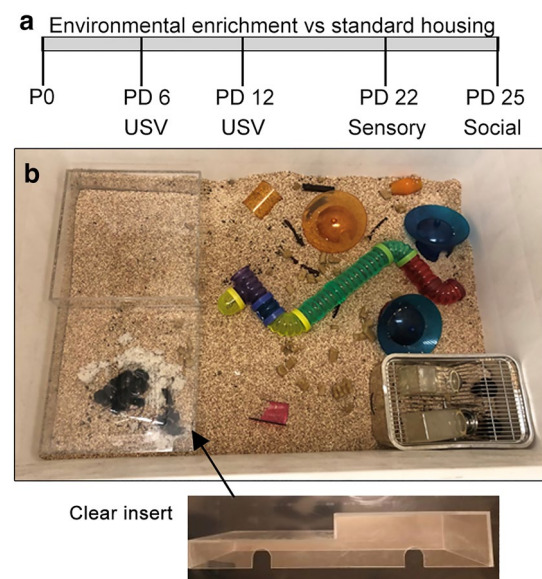 a
Environmental enrichment vs standard housing
P0 PD 6 PD 12 PD 22 PD 25
USV USV Sensory Social
b
Clear insert